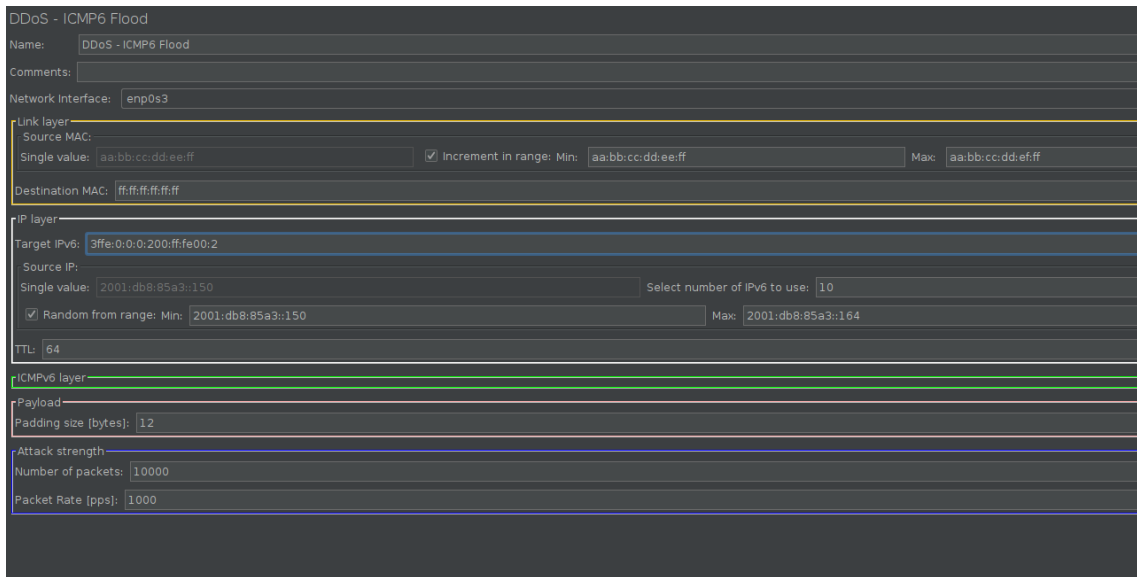 DDoS - ICMP6 Flood
Name: DDoS - ICMP6 Flood
Comments:
Network Interface: enp0s3
Link layer
Source MAC:
Single value: aa:bb:cc:dd:ee:ff Increment in range: Min: aa:bb:cc:dd:ee:ff Max: aa:bb:cc:dd:ef:ff
Destination MAC: ff:ff:ff:ff:ff:ff
IP layer
Target IPv6: 3ffe:0:0:0:200:ff:fe00:2
Source IP:
Single value: 2001:db8:85a3::150 Select number of IPv6 to use: 10
Random from range: Min: 2001:db8:85a3::150 Max: 2001:db8:85a3::164
TTL: 64
ICMPv6 layer
Payload
Padding size [bytes]: 12
Attack strength
Number of packets: 10000
Packet Rate [pps]: 1000